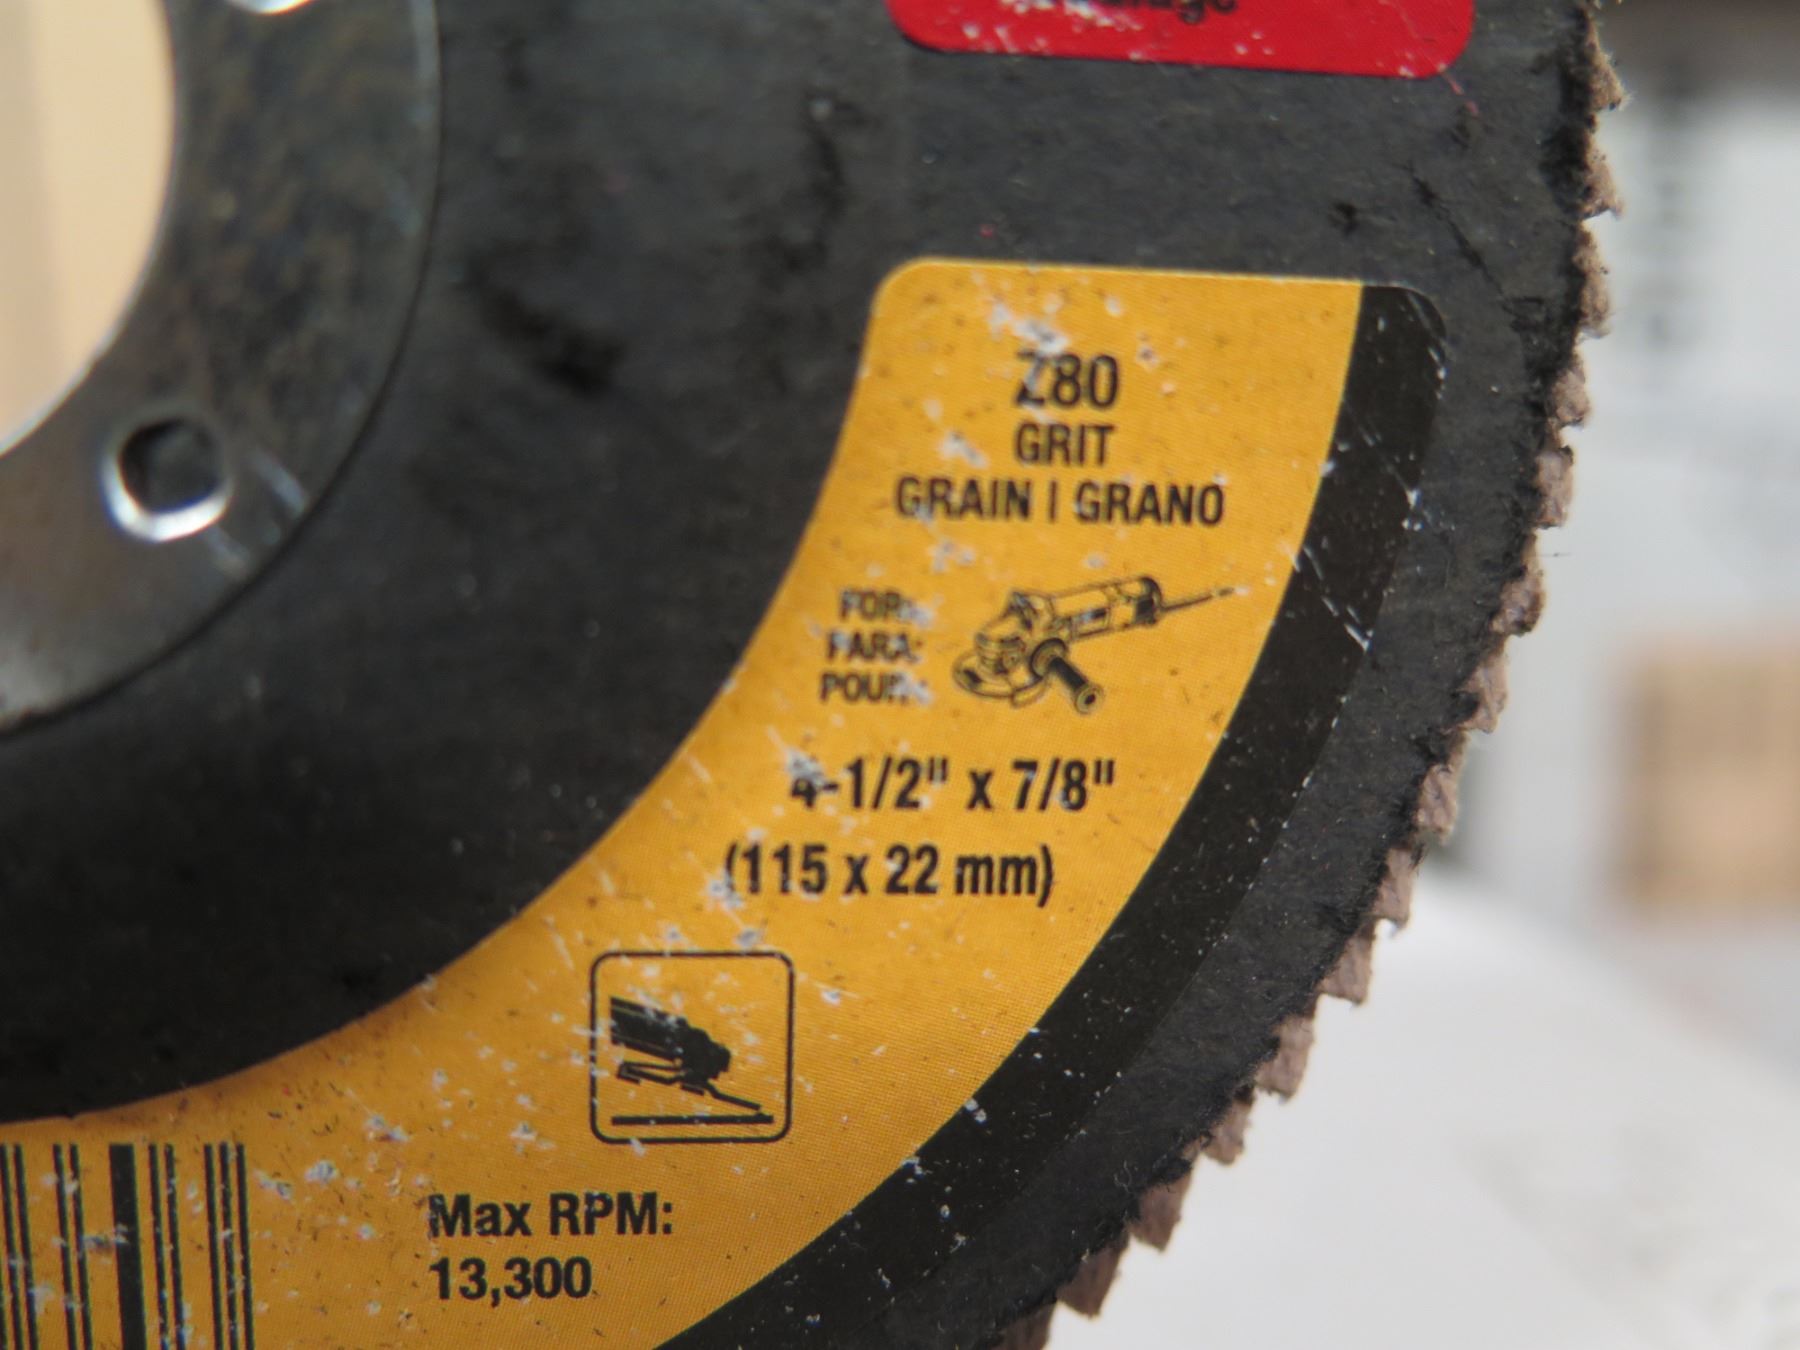 Z80
GRIT
GRAIN | GRANO
FOR:
PARA:
POUR:
4-1/2" x 7/8"
(115 x 22 mm)
Max RPM:
13,300